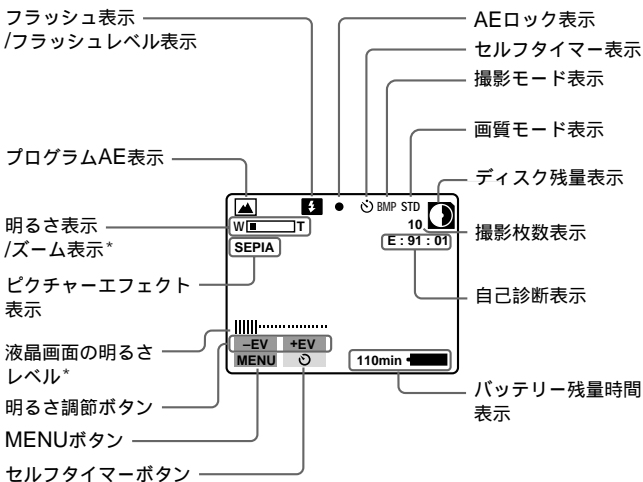 フラッシュ表示
/フラッシュレベル表示
プログラムAE表示
明るさ表示
/ズーム表示*
ピクチャーエフェクト
表示
液晶画面の明るさ
レベル*
明るさ調節ボタン
MENUボタン
セルフタイマーボタン
BMP STD
W T
10
SEPIA
E : 91 : 01
–EV +EV
MENU
110min
AEロック表示
セルフタイマー表示
撮影モード表示
画質モード表示
ディスク残量表示
撮影枚数表示
自己診断表示
バッテリー残量時間
表示